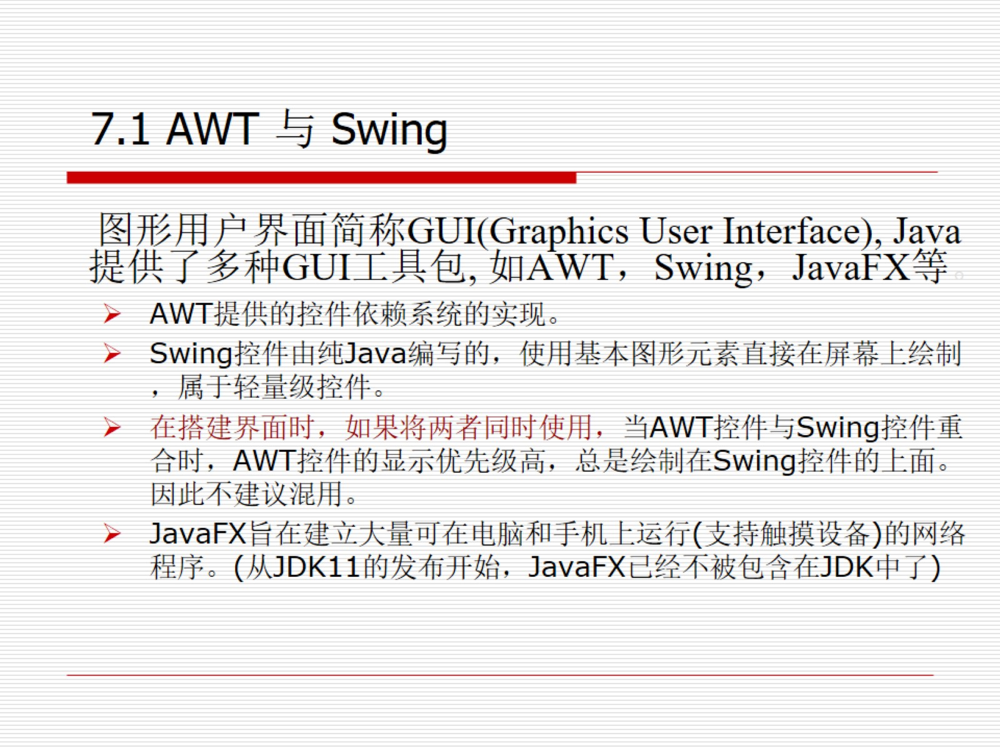 7.1 AWT 与 Swing
图形用户界面简称GUI(Graphics User Interface), Java
提供了多种GUI工具包, 如AWT，Swing，JavaFX等。
AWT提供的控件依赖系统的实现。
Swing控件由纯Java编写的，使用基本图形元素直接在屏幕上绘制
，属于轻量级控件。
在搭建界面时，如果将两者同时使用，当AWT控件与Swing控件重
合时，AWT控件的显示优先级高，总是绘制在Swing控件的上面。
因此不建议混用。
JavaFX旨在建立大量可在电脑和手机上运行(支持触摸设备)的网络
程序。(从JDK11的发布开始，JavaFX已经不被包含在JDK中了)